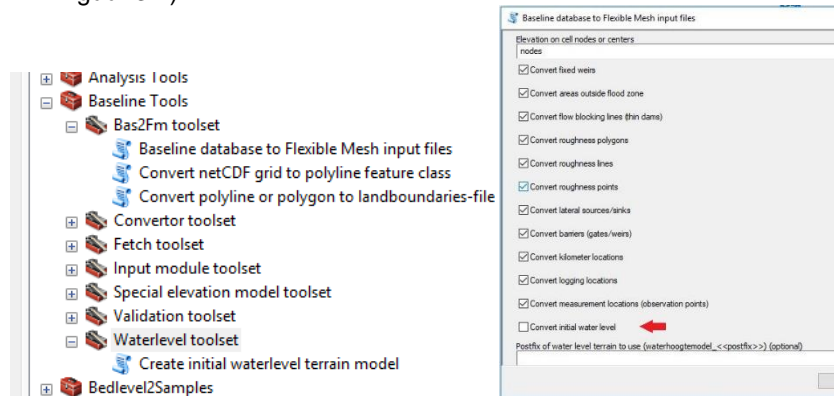 Analysis Tools
Baseline Tools
Bas2Fm toolset
Baseline database to Flexible Mesh input files
Convert netCDF grid to polyline feature class
Convert polyline or polygon to landboundaries-file
Convertor toolset
Fetch toolset
Input module toolset
Special elevation model toolset
Validation toolset
Waterlevel toolset
Create initial waterlevel terrain model
Bedlevel2Samples
Baseline database to Flexible Mesh input files
Elevation on cell nodes or centers
nodes
Convert fixed weirs
Convert areas outside flood zone
Convert flow blocking lines (thin dams)
Convert roughness polygons
Convert roughness lines
Convert roughness points
Convert lateral sources/sinks
Convert barriers (gates/weirs)
Convert kilometer locations
Convert logging locations
Convert measurement locations (observation points)
Convert initial water level
Postfix of water level terrain to use (waterhoogtemodel_<<postfix>>) (optional)